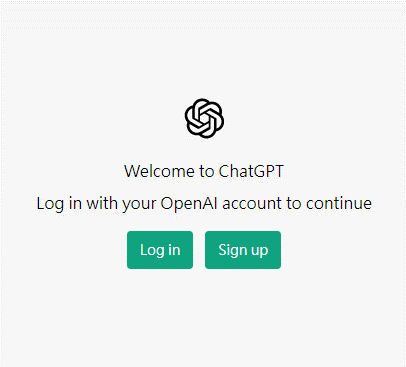 Welcome to ChatGPT
Log in with your OpenAI account to continue
Log in
Sign up